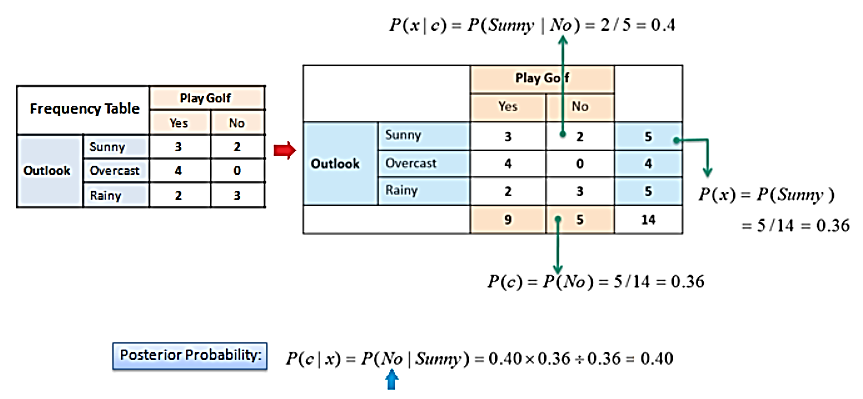 P(x | c) = P(Sunny | No) = 2 / 5 = 0.4
Frequency Table Play Golf
Yes No
Outlook Sunny 3 2
Overcast 4 0
Rainy 2 3
Play Golf
Yes No
Outlook Sunny 3 2 5
Overcast 4 0 4
Rainy 2 3 5
9 5 14
P(x) = P(Sunny)
= 5/14 = 0.36
P(c) = P(No) = 5/14 = 0.36
Posterior Probability: P(c | x) = P(No | Sunny) = 0.40 × 0.36 ÷ 0.36 = 0.40